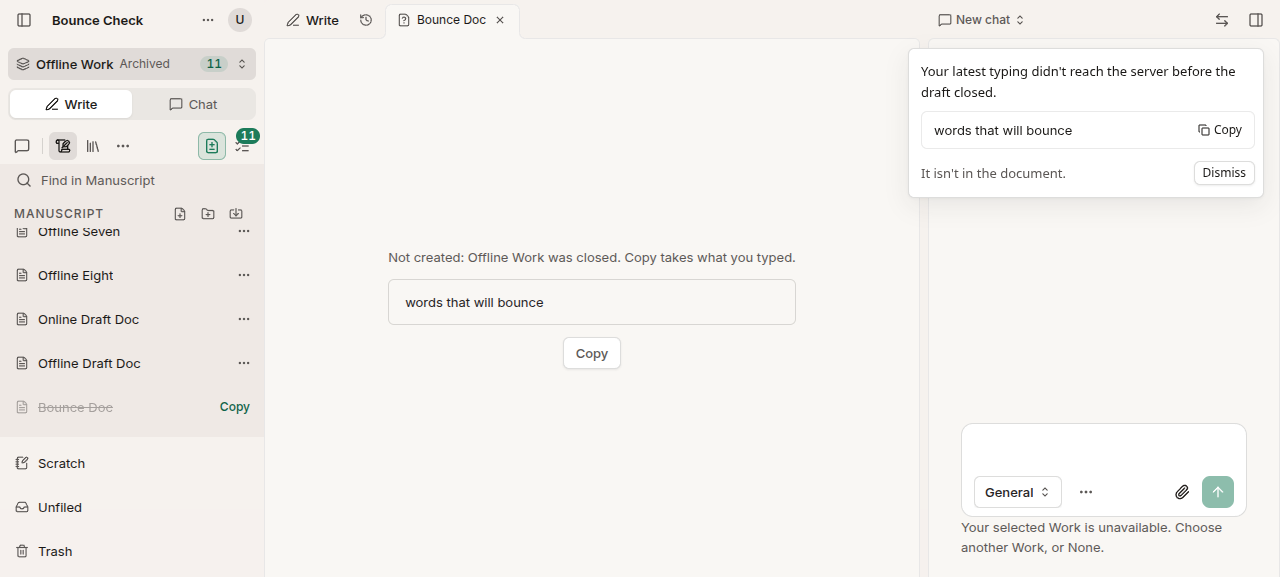 Bounce Check
U
Write
Bounce Doc
New chat
Offline Work Archived 11
Write
Chat
11
Find in Manuscript
MANUSCRIPT
Offline Seven
Offline Eight
Online Draft Doc
Offline Draft Doc
Bounce Doc Copy
Scratch
Unfiled
Trash
Not created: Offline Work was closed. Copy takes what you typed.
words that will bounce
Copy
Your latest typing didn't reach the server before the
draft closed.
words that will bounce Copy
It isn't in the document. Dismiss
General
Your selected Work is unavailable. Choose
another Work, or None.